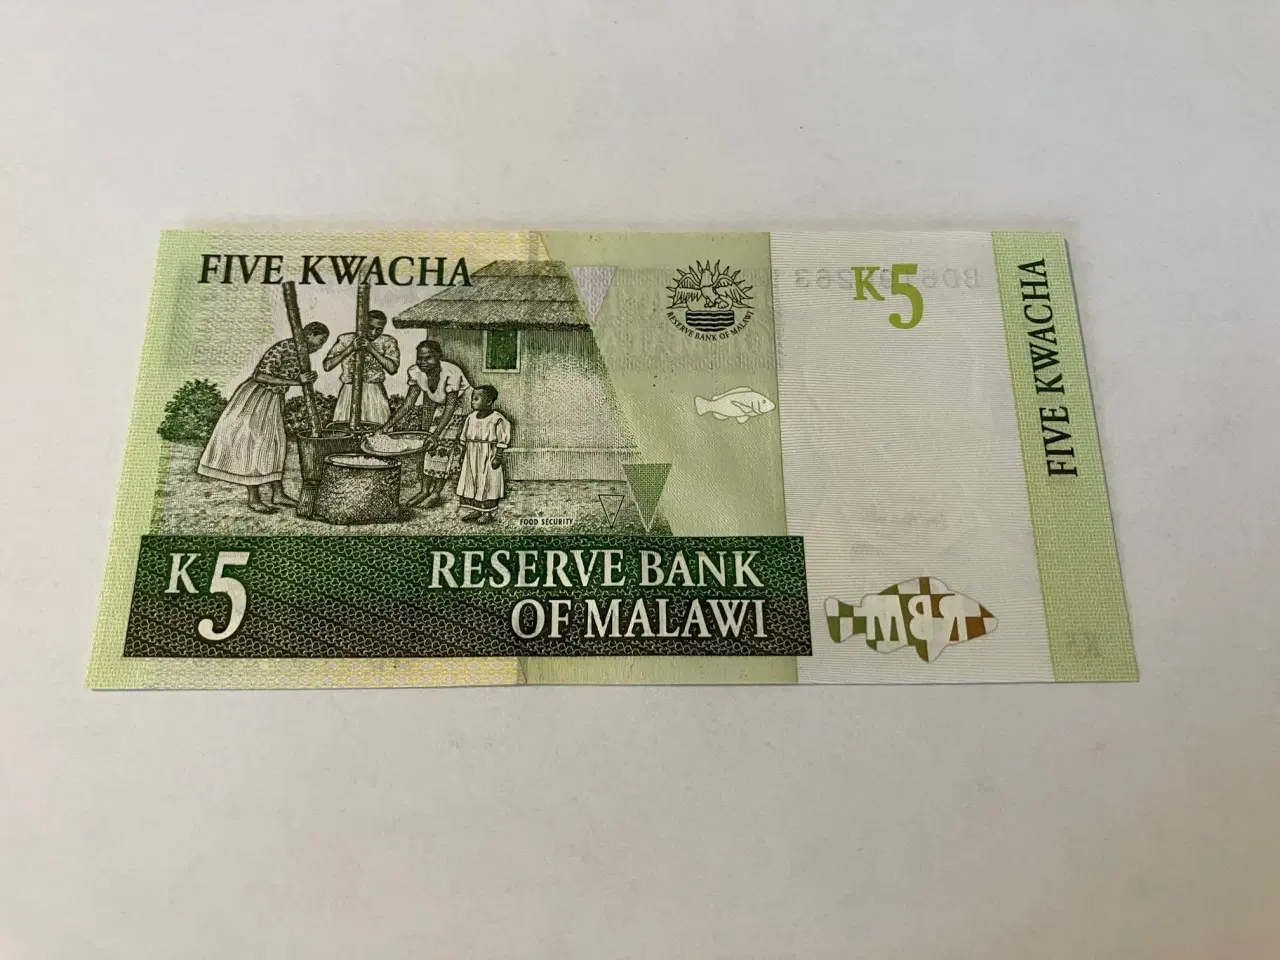 FIVE KWACHA
RESERVE BANK OF MALAWI
K5
FIVE KWACHA
FOOD SECURITY
K5
RESERVE BANK
OF MALAWI
RBM